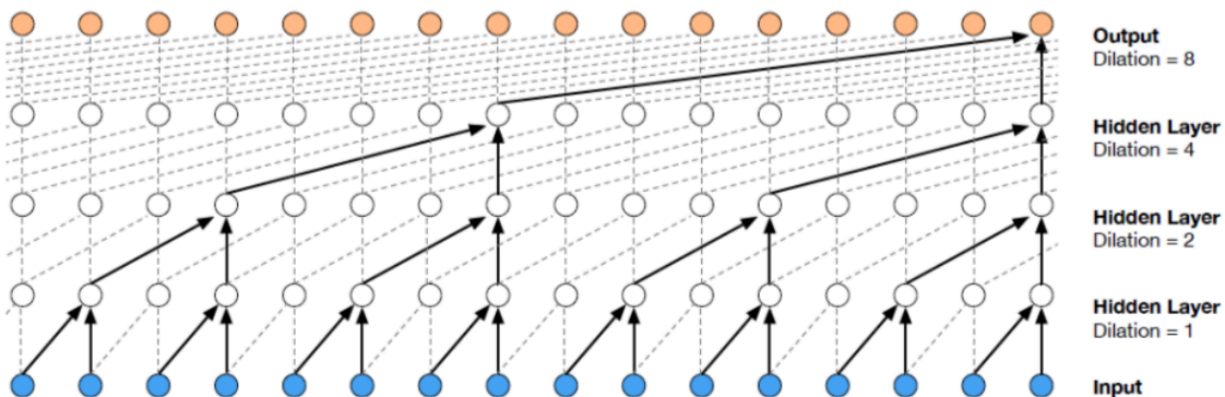 Output
Dilation = 8
Hidden Layer
Dilation = 4
Hidden Layer
Dilation = 2
Hidden Layer
Dilation = 1
Input